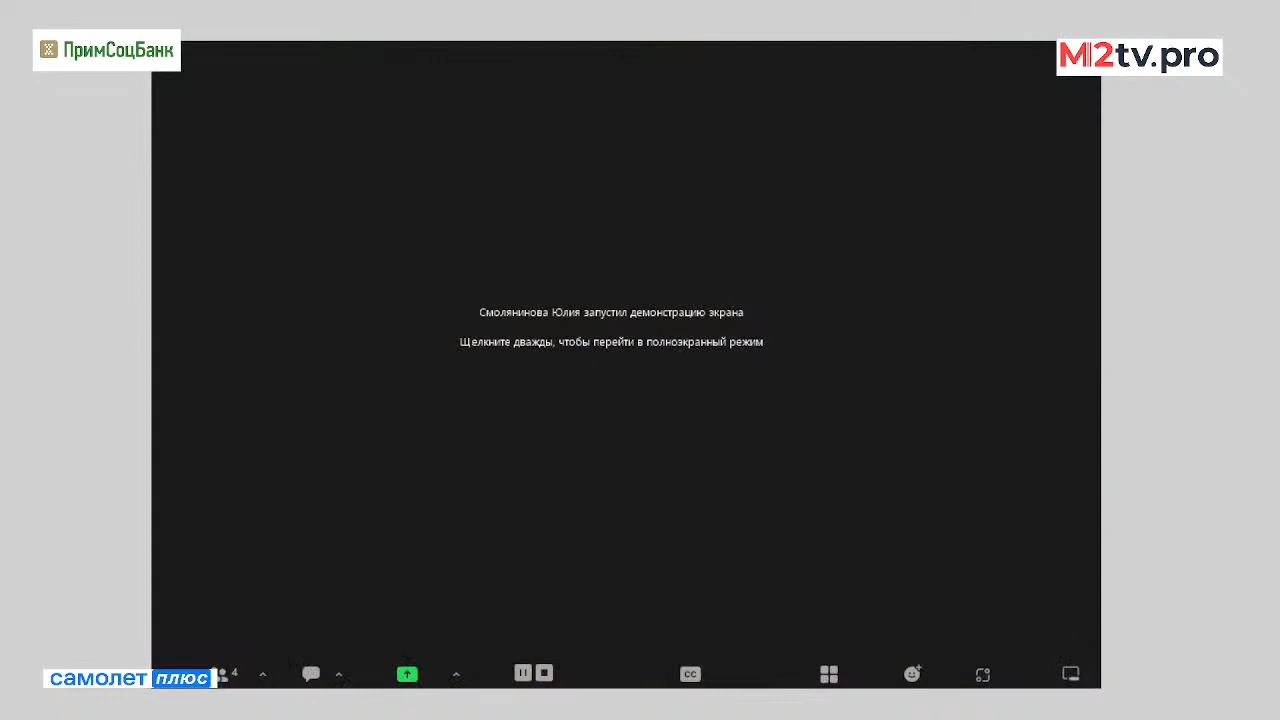 ПримСоцБанк
M2tv.pro
Смолянинова Юлия запустил демонстрацию экрана
Щелкните дважды, чтобы перейти в полноэкранный режим
самолет плюс
4
CC